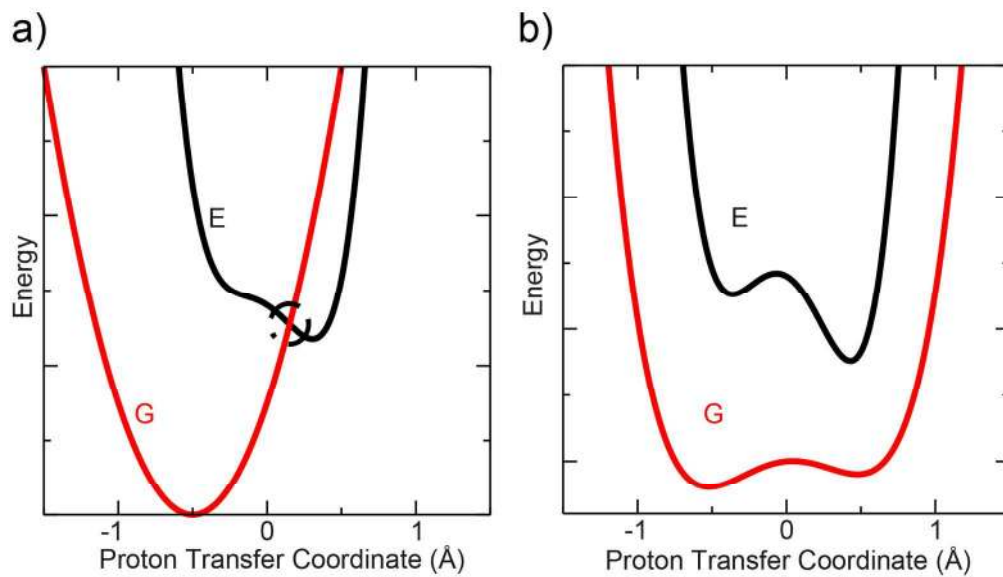 a)
E
G
Energy
-1
0
1
Proton Transfer Coordinate (Å)
b)
E
G
Energy
-1
0
1
Proton Transfer Coordinate (Å)